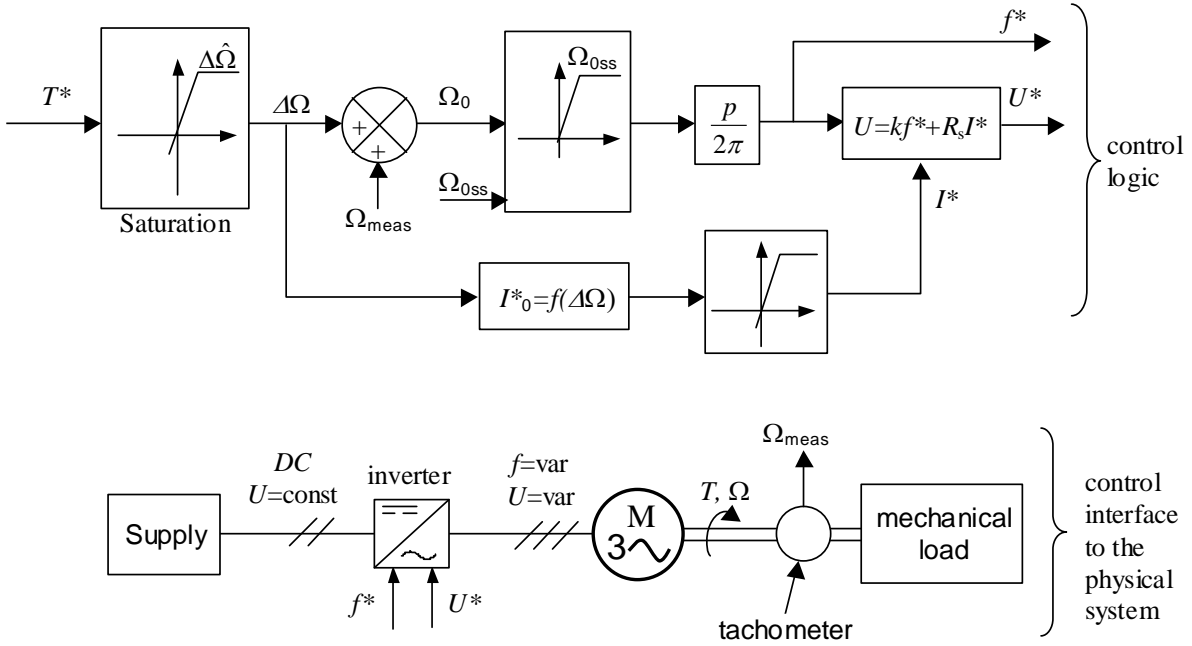 f*
T*
ΔΩ̂
ΔΩ
+
+
Ω₀
Ω₀ss
Ω₀ss
p
2π
U=kf*+RₛI*
U*
control
logic
Saturation
Ωmeas
I*
I*₀=f(ΔΩ)
Ωmeas
DC
U=const
inverter
f=var
U=var
T, Ω
Supply
M
3
mechanical
load
control
interface
to the
physical
system
f*
U*
tachometer